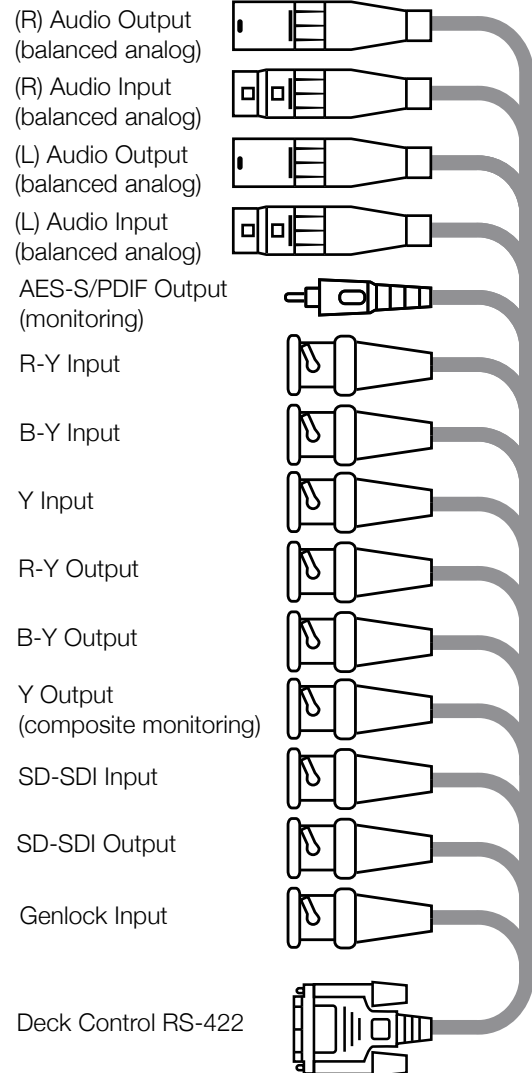 (R) Audio Output
(balanced analog)
(R) Audio Input
(balanced analog)
(L) Audio Output
(balanced analog)
(L) Audio Input
(balanced analog)
AES-S/PDIF Output
(monitoring)
R-Y Input
B-Y Input
Y Input
R-Y Output
B-Y Output
Y Output
(composite monitoring)
SD-SDI Input
SD-SDI Output
Genlock Input
Deck Control RS-422